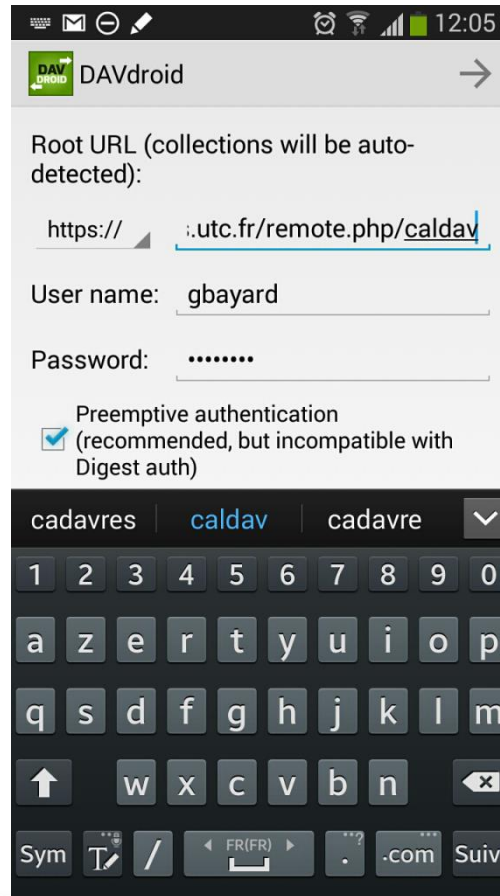 12:05
DAV
DROID
DAVdroid
Root URL (collections will be auto-
detected):
https:// .utc.fr/remote.php/caldav
User name: gbayard
Password: ••••••••
Preemptive authentication
(recommended, but incompatible with
Digest auth)
cadavres caldav cadavre
1 2 3 4 5 6 7 8 9 0
a z e r t y u i o p
q s d f g h j k l m
w x c v b n
Sym T / FR(FR) . ...? .com ... Suiv